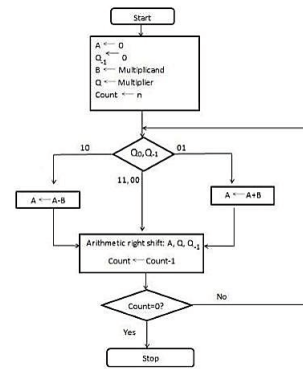 Start
A ← 0
Q-1 ← 0
B ← Multiplicand
Q ← Multiplier
Count ← n
Q0,Q-1
10
01
11,00
A ← A-B
A ← A+B
Arithmetic right shift: A, Q, Q-1
Count ← Count-1
Count=0?
No
Yes
Stop